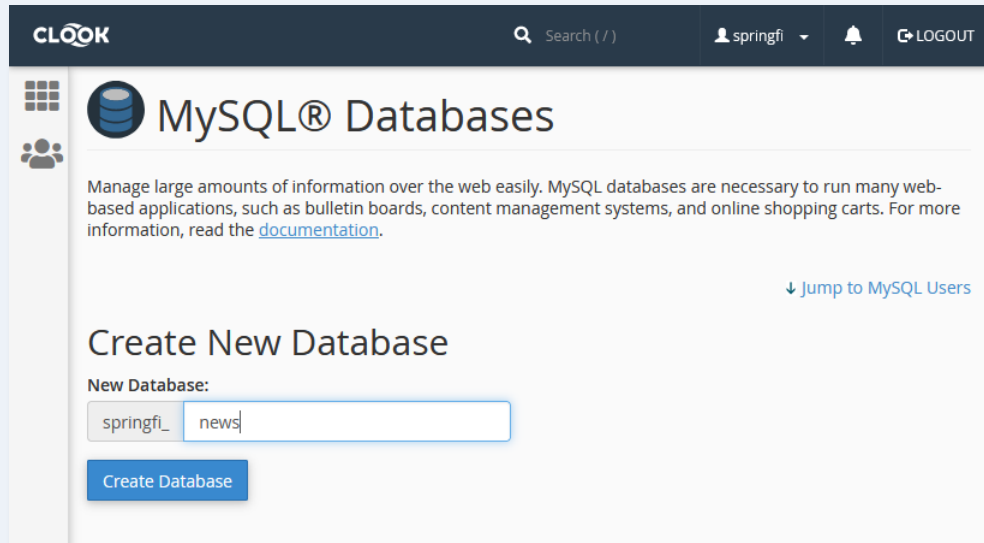 CLOOK
Search ( / )
springfi
LOGOUT
MySQL® Databases
Manage large amounts of information over the web easily. MySQL databases are necessary to run many web-
based applications, such as bulletin boards, content management systems, and online shopping carts. For more
information, read the documentation.
Jump to MySQL Users
Create New Database
New Database:
springfi_ news
Create Database